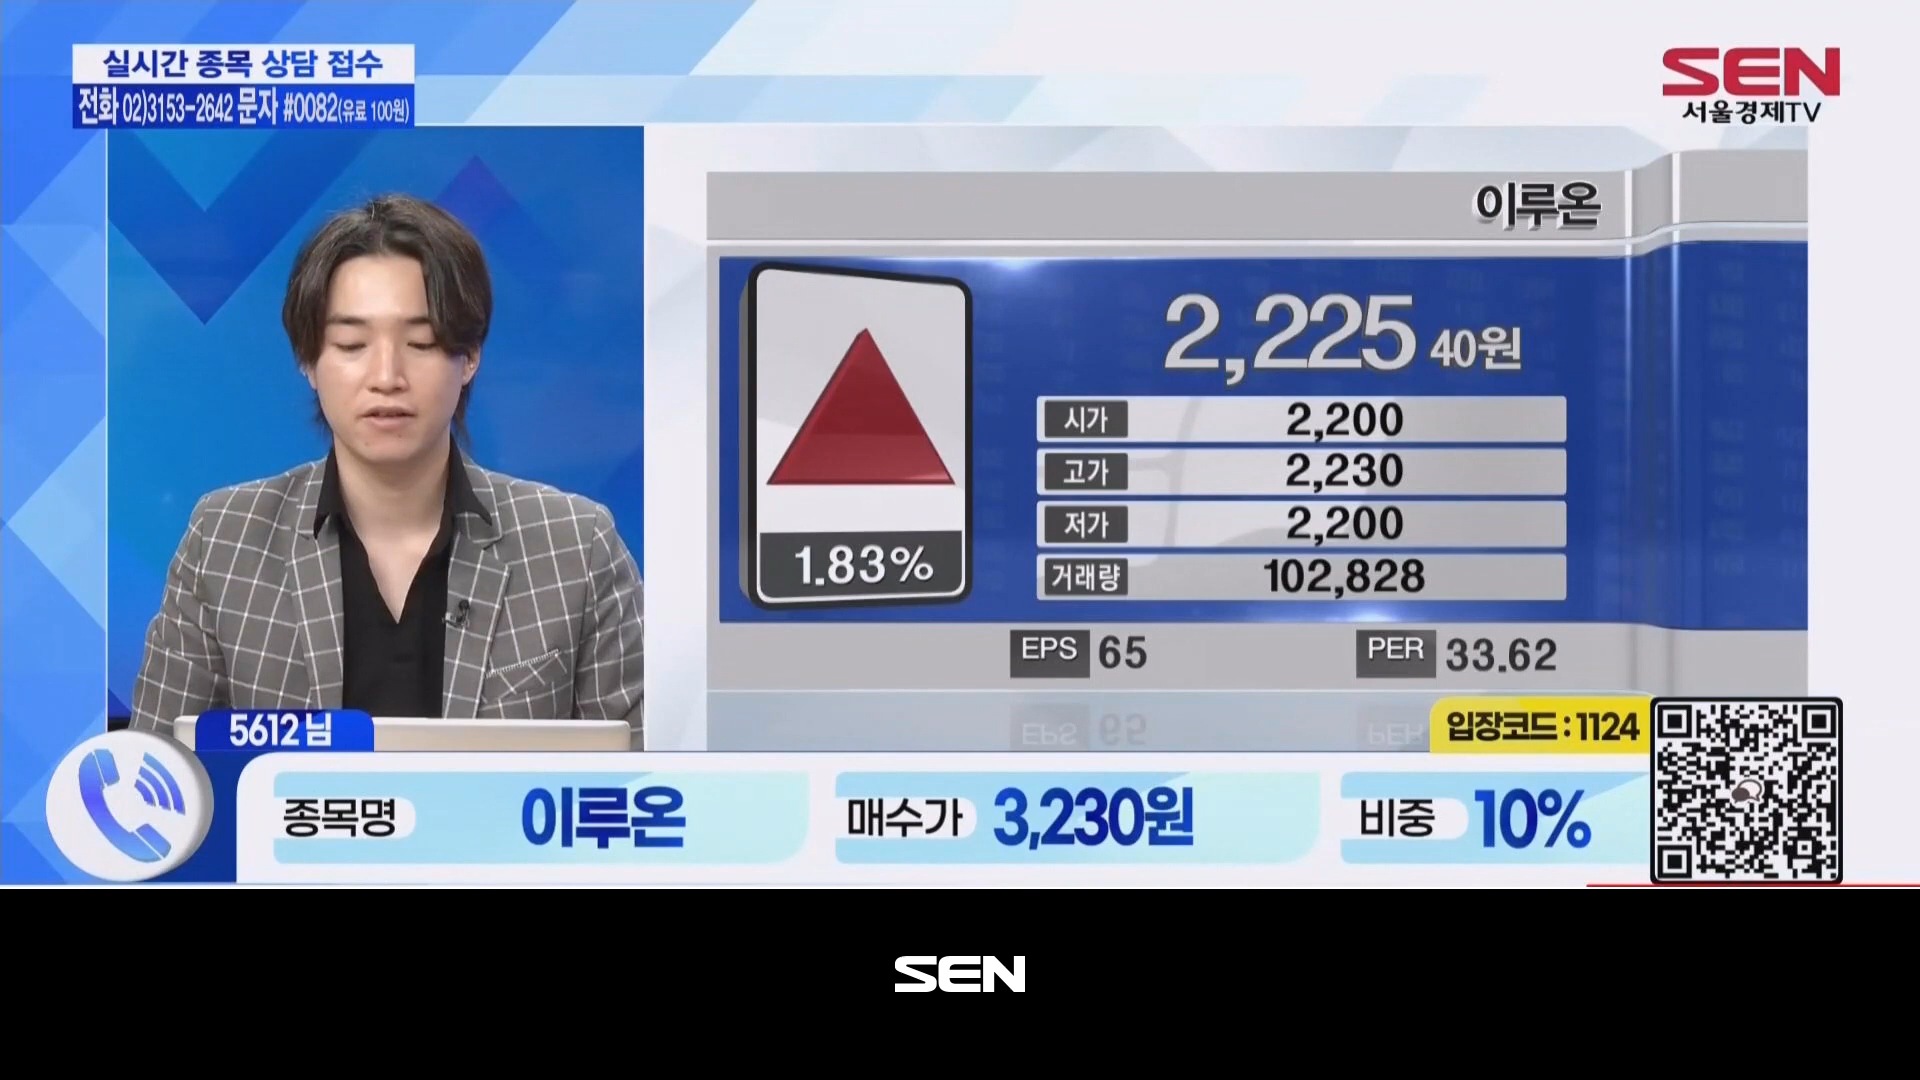 실시간 종목 상담 접수
전화 02)3153-2642 문자 #0082(유료 100원)
SEN
서울경제TV
이루온
2,225 40원
1.83%
시가 2,200
고가 2,230
저가 2,200
거래량 102,828
EPS 65 PER 33.62
EPS 65 PER
입장코드 : 1124
5612 님
종목명 이루온 매수가 3,230원 비중 10%
SEN